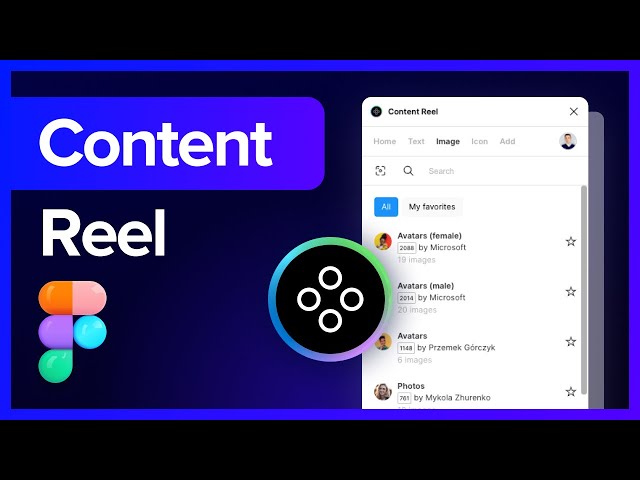 Content
Reel
Content Reel
Home Text Image Icon Add
Search
All My favorites
Avatars (female)
2088 by Microsoft
19 images
Avatars (male)
2014 by Microsoft
20 images
Avatars
1148 by Przemek Górczyk
6 images
Photos
761 by Mykola Zhurenko